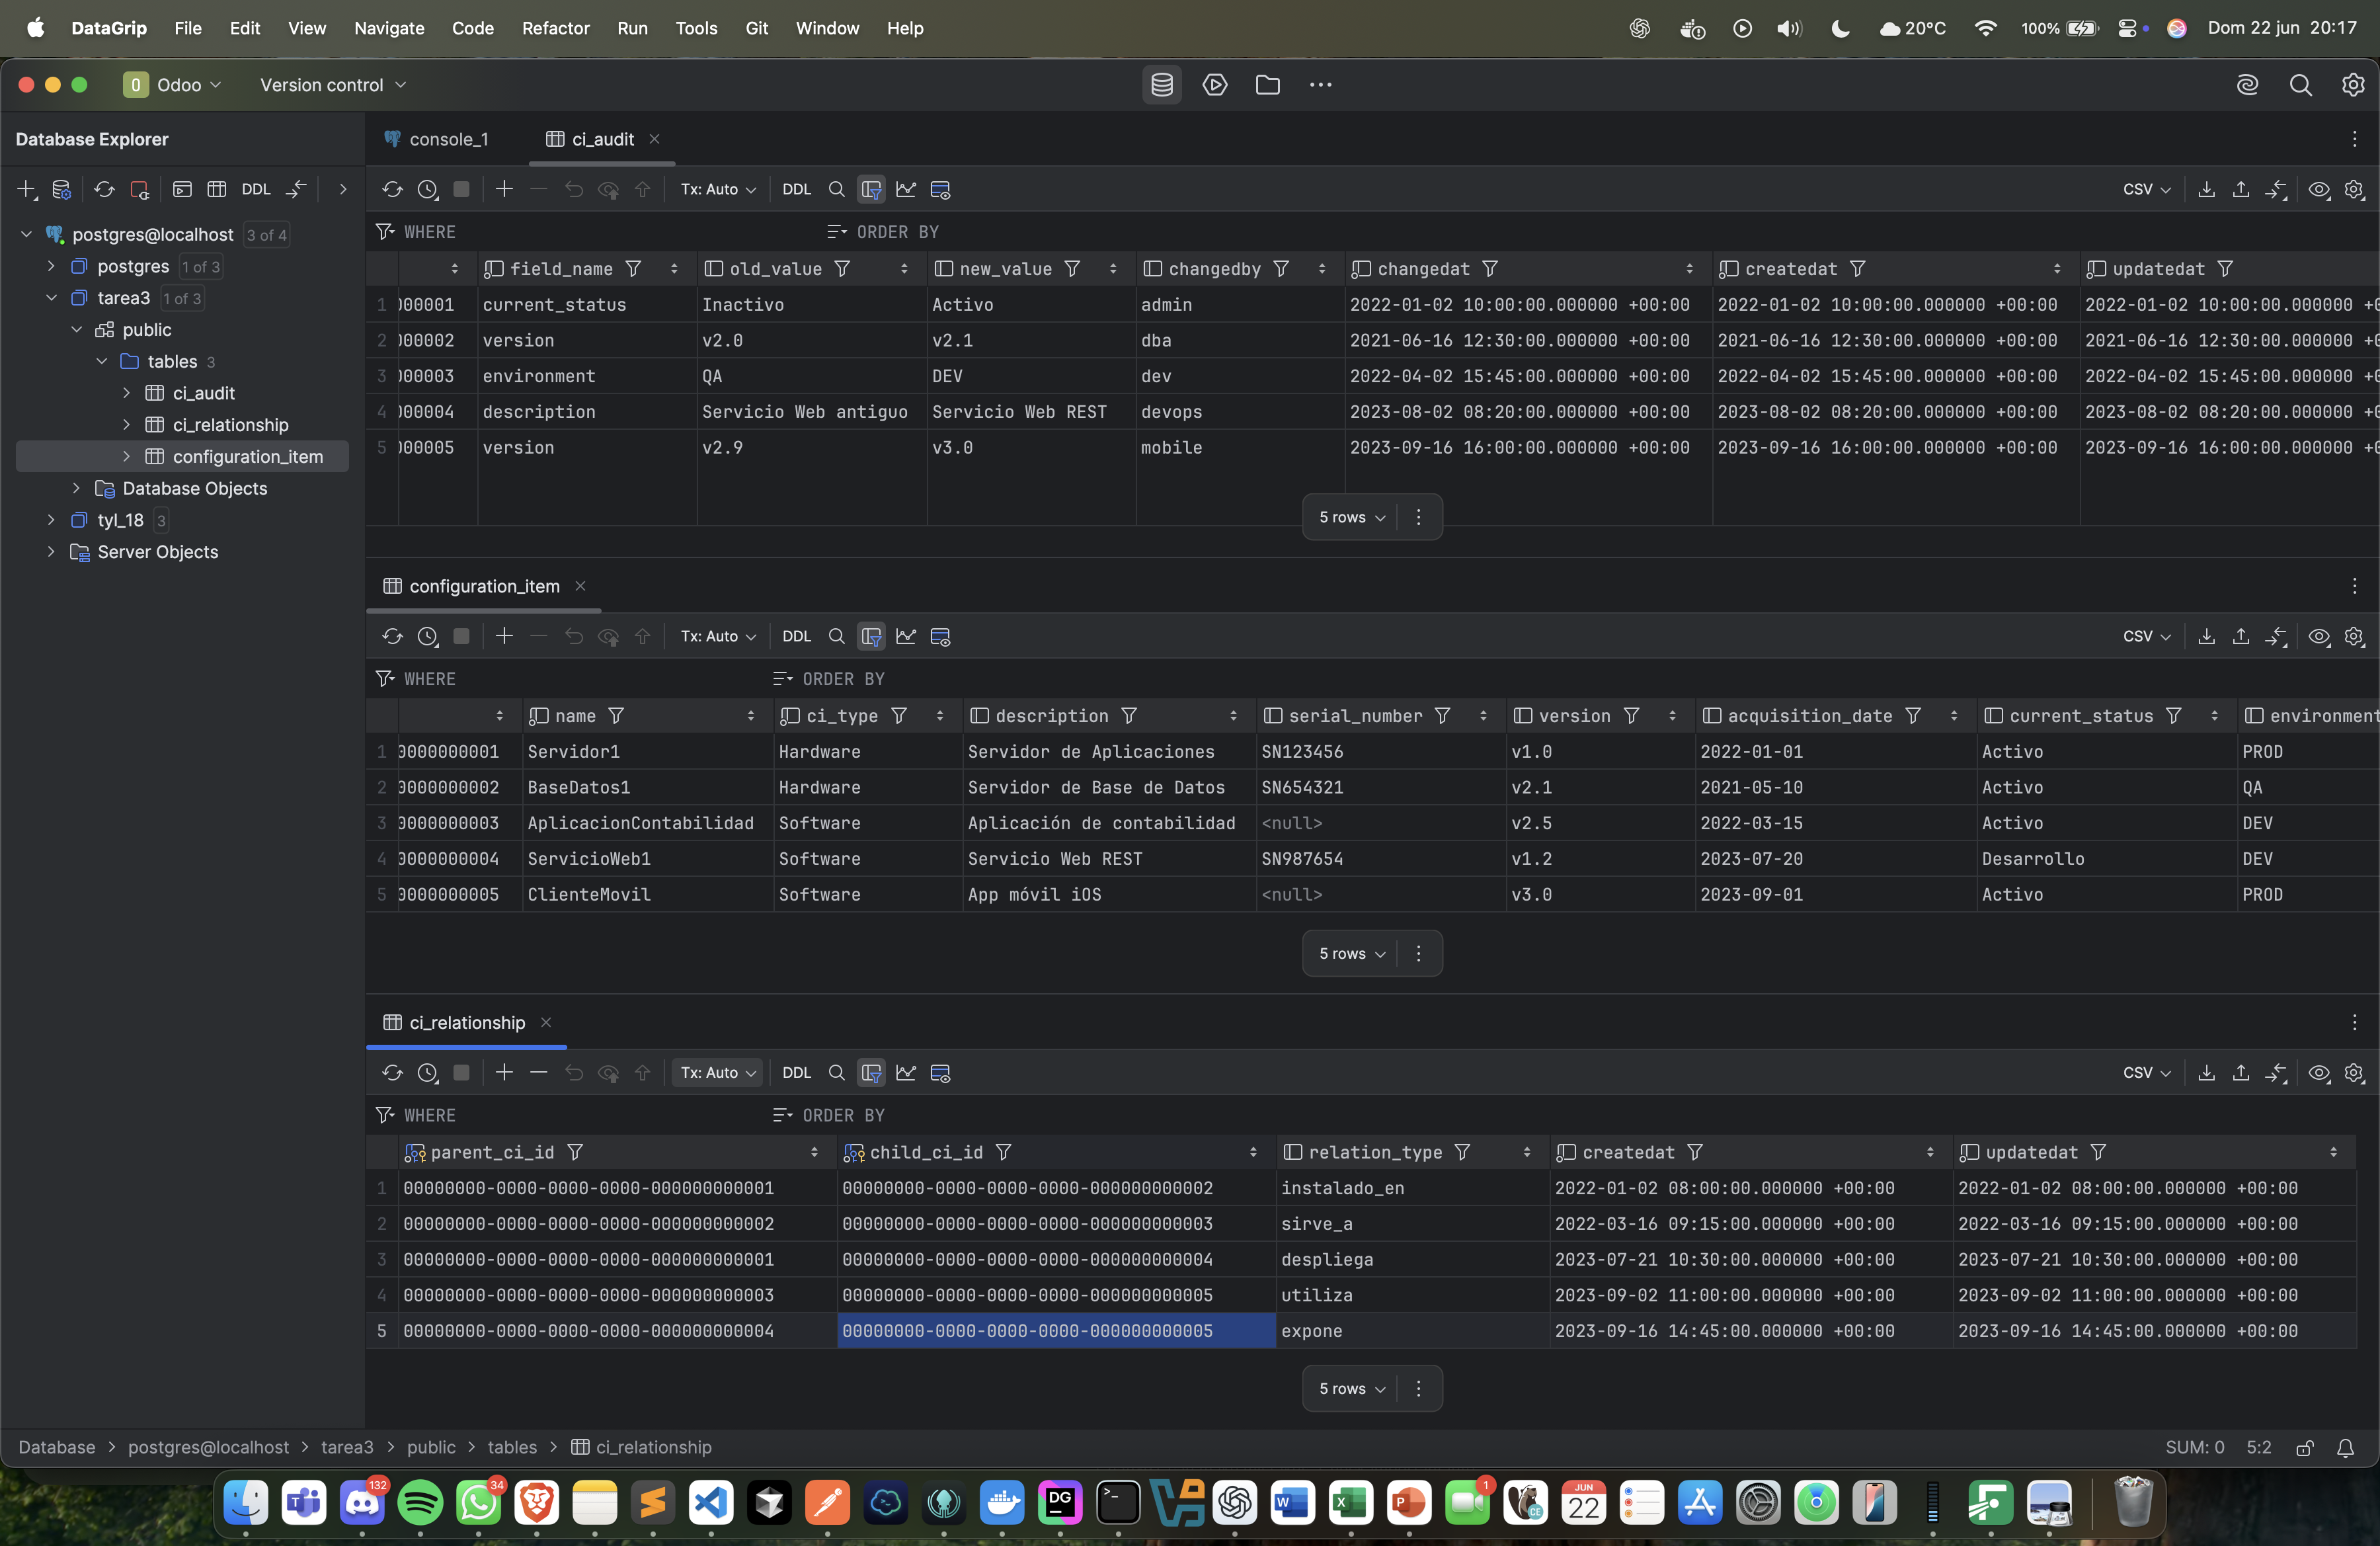 DataGrip File Edit View Navigate Code Refactor Run Tools Git Window Help 20°C 100% Dom 22 jun 20:17
O Odoo Version control
Database Explorer
console_1 ci_audit
DDL
Tx: Auto DDL CSV
postgres@localhost 3 of 4
postgres 1 of 3
tarea3 1 of 3
public
tables 3
ci_audit
ci_relationship
configuration_item
Database Objects
tyl_18 3
Server Objects
WHERE ORDER BY
field_name old_value new_value changedby changedat createdat updatedat
1 000001 current_status Inactivo Activo admin 2022-01-02 10:00:00.000000 +00:00 2022-01-02 10:00:00.000000 +00:00 2022-01-02 10:00:00.000000 +0
2 000002 version v2.0 v2.1 dba 2021-06-16 12:30:00.000000 +00:00 2021-06-16 12:30:00.000000 +00:00 2021-06-16 12:30:00.000000 +0
3 000003 environment QA DEV dev 2022-04-02 15:45:00.000000 +00:00 2022-04-02 15:45:00.000000 +00:00 2022-04-02 15:45:00.000000 +0
4 000004 description Servicio Web antiguo Servicio Web REST devops 2023-08-02 08:20:00.000000 +00:00 2023-08-02 08:20:00.000000 +00:00 2023-08-02 08:20:00.000000 +0
5 000005 version v2.9 v3.0 mobile 2023-09-16 16:00:00.000000 +00:00 2023-09-16 16:00:00.000000 +00:00 2023-09-16 16:00:00.000000 +0
5 rows
configuration_item
Tx: Auto DDL CSV
WHERE ORDER BY
name ci_type description serial_number version acquisition_date current_status environment
1 0000000001 Servidor1 Hardware Servidor de Aplicaciones SN123456 v1.0 2022-01-01 Activo PROD
2 0000000002 BaseDatos1 Hardware Servidor de Base de Datos SN654321 v2.1 2021-05-10 Activo QA
3 0000000003 AplicacionContabilidad Software Aplicación de contabilidad <null> v2.5 2022-03-15 Activo DEV
4 0000000004 ServicioWeb1 Software Servicio Web REST SN987654 v1.2 2023-07-20 Desarrollo DEV
5 0000000005 ClienteMovil Software App móvil iOS <null> v3.0 2023-09-01 Activo PROD
5 rows
ci_relationship
Tx: Auto DDL CSV
WHERE ORDER BY
parent_ci_id child_ci_id relation_type createdat updatedat
1 00000000-0000-0000-0000-000000000001 00000000-0000-0000-0000-000000000002 instalado_en 2022-01-02 08:00:00.000000 +00:00 2022-01-02 08:00:00.000000 +00:00
2 00000000-0000-0000-0000-000000000002 00000000-0000-0000-0000-000000000003 sirve_a 2022-03-16 09:15:00.000000 +00:00 2022-03-16 09:15:00.000000 +00:00
3 00000000-0000-0000-0000-000000000001 00000000-0000-0000-0000-000000000004 despliega 2023-07-21 10:30:00.000000 +00:00 2023-07-21 10:30:00.000000 +00:00
4 00000000-0000-0000-0000-000000000003 00000000-0000-0000-0000-000000000005 utiliza 2023-09-02 11:00:00.000000 +00:00 2023-09-02 11:00:00.000000 +00:00
5 00000000-0000-0000-0000-000000000004 00000000-0000-0000-0000-000000000005 expone 2023-09-16 14:45:00.000000 +00:00 2023-09-16 14:45:00.000000 +00:00
5 rows
Database postgres@localhost tarea3 public tables ci_relationship SUM: 0 5:2
132 34 DG W X P 1 CE JUN 22